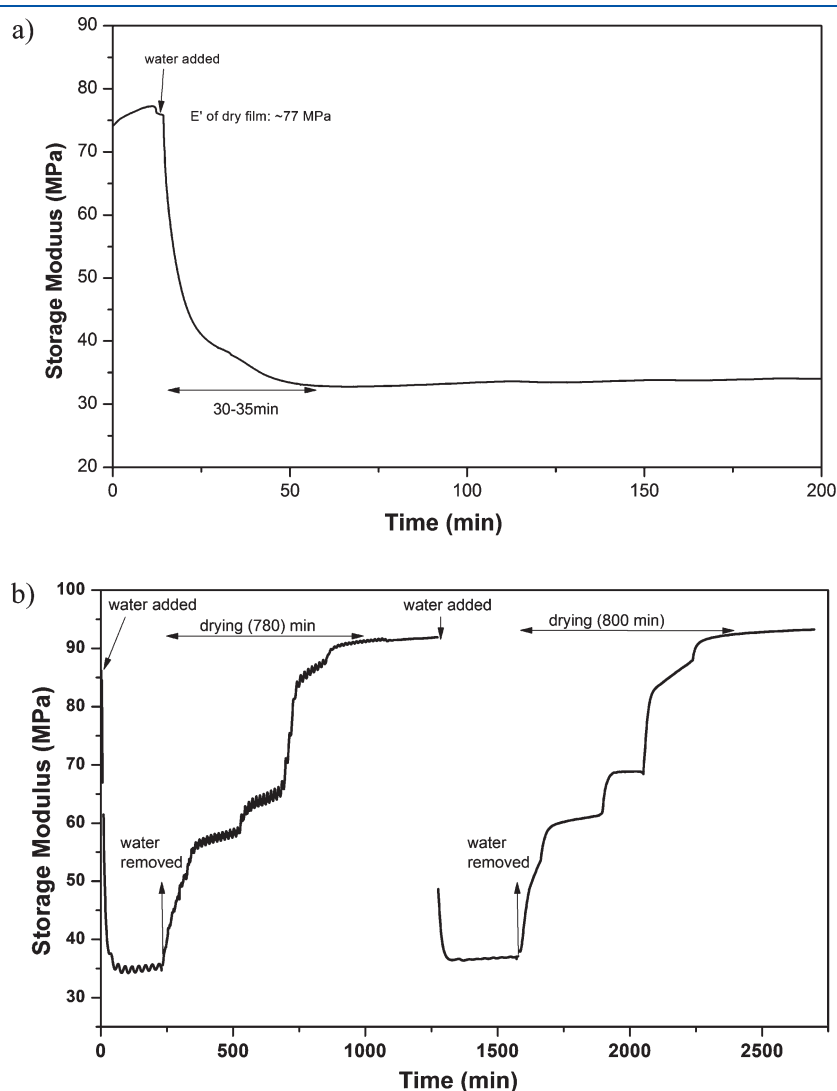 a)
90
80
70
60
50
40
30
20
Storage Moduus (MPa)
water added
E' of dry film: ~77 MPa
30-35min
0 50 100 150 200
Time (min)
b)
100
90
80
70
60
50
40
30
Storage Modulus (MPa)
water added
drying (780) min
water added
drying (800 min)
water
removed
water
removed
0 500 1000 1500 2000 2500
Time (min)